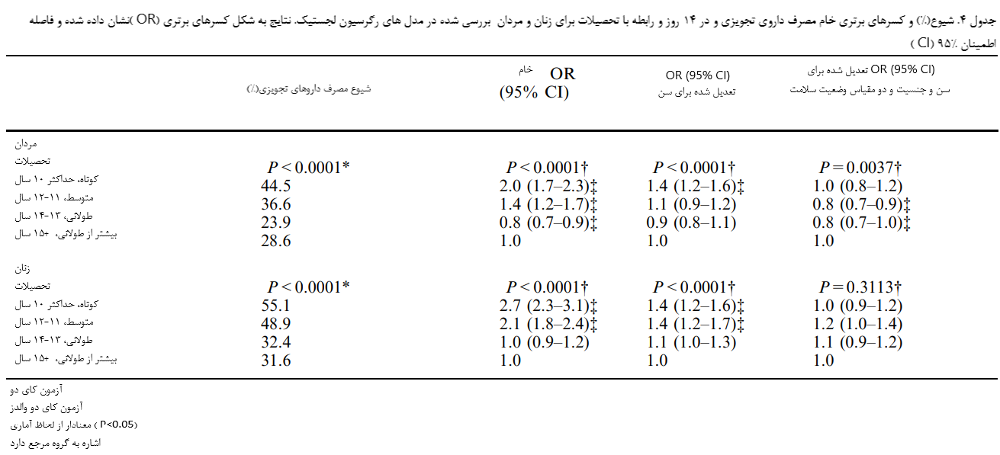 جدول ۴. شیوع(٪) و کسرهای برتری خام مصرف داروی تجویزی و در ۱۴ روز و رابطه با تحصیلات برای زنان و مردان بررسی شده در مدل های رگرسیون لجستیک. نتایج به شکل کسرهای برتری (OR )نشان داده شده و فاصله
اطمینان ۹۵٪ (CI )
شیوع مصرف داروهای تجویزی(٪)
خام OR
(95% CI)
OR (95% CI)
تعدیل شده برای سن
OR (95% CI) تعدیل شده برای
سن و جنسیت و دو مقیاس وضعیت سلامت
مردان
تحصیلات P < 0.0001* P < 0.0001† P < 0.0001† P = 0.0037†
کوتاه، حداکثر ۱۰ سال 44.5 2.0 (1.7–2.3)‡ 1.4 (1.2–1.6)‡ 1.0 (0.8–1.2)
متوسط، ۱۱-۱۲ سال 36.6 1.4 (1.2–1.7)‡ 1.1 (0.9–1.2) 0.8 (0.7–0.9)‡
طولانی، ۱۳-۱۴ سال 23.9 0.8 (0.7–0.9)‡ 0.9 (0.8–1.1) 0.8 (0.7–1.0)‡
بیشتر از طولانی، +۱۵ سال 28.6 1.0 1.0 1.0
زنان
تحصیلات P < 0.0001* P < 0.0001† P < 0.0001† P = 0.3113†
کوتاه، حداکثر ۱۰ سال 55.1 2.7 (2.3–3.1)‡ 1.4 (1.2–1.6)‡ 1.0 (0.9–1.2)
متوسط، ۱۱-۱۲ سال 48.9 2.1 (1.8–2.4)‡ 1.4 (1.2–1.7)‡ 1.2 (1.0–1.4)
طولانی، ۱۳-۱۴ سال 32.4 1.0 (0.9–1.2) 1.1 (1.0–1.3) 1.1 (0.9–1.2)
بیشتر از طولانی، +۱۵ سال 31.6 1.0 1.0 1.0
آزمون کای دو
آزمون کای دو والدز
معنادار از لحاظ آماری ( P<0.05)
اشاره به گروه مرجع دارد